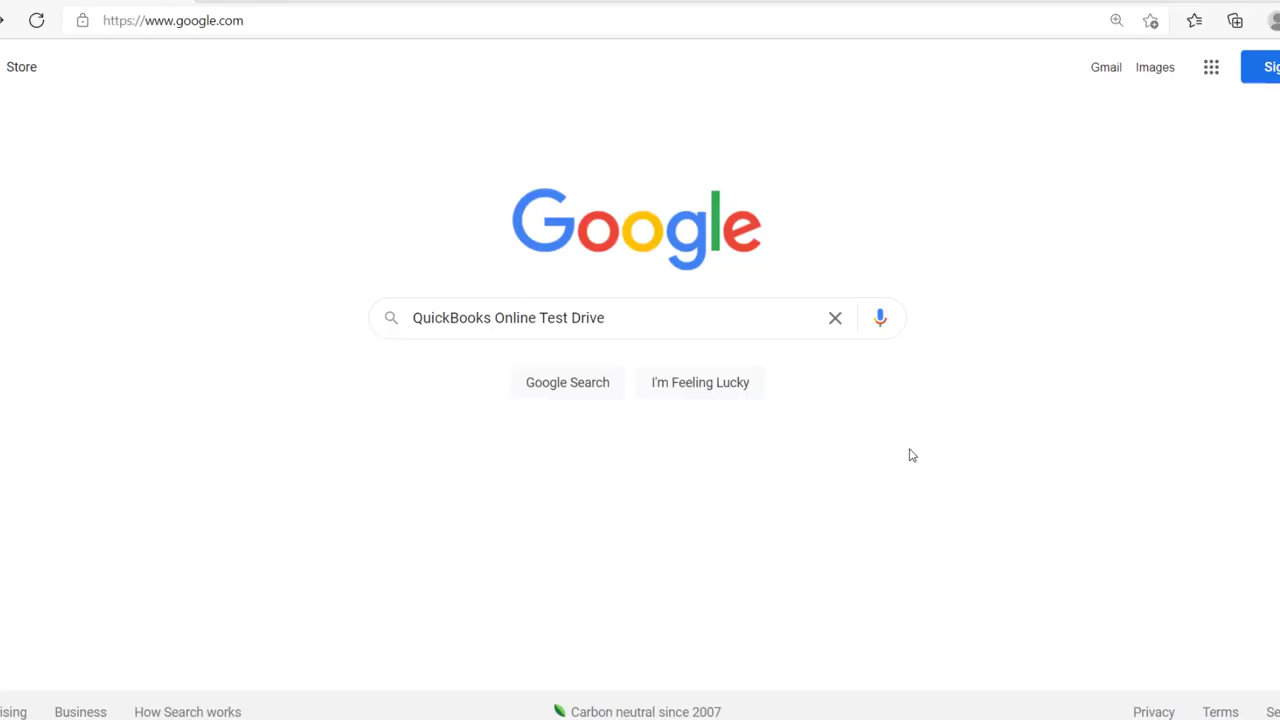 https://www.google.com
Store
Gmail Images
Google
QuickBooks Online Test Drive
Google Search I'm Feeling Lucky
Carbon neutral since 2007
Business How Search works
Privacy Terms